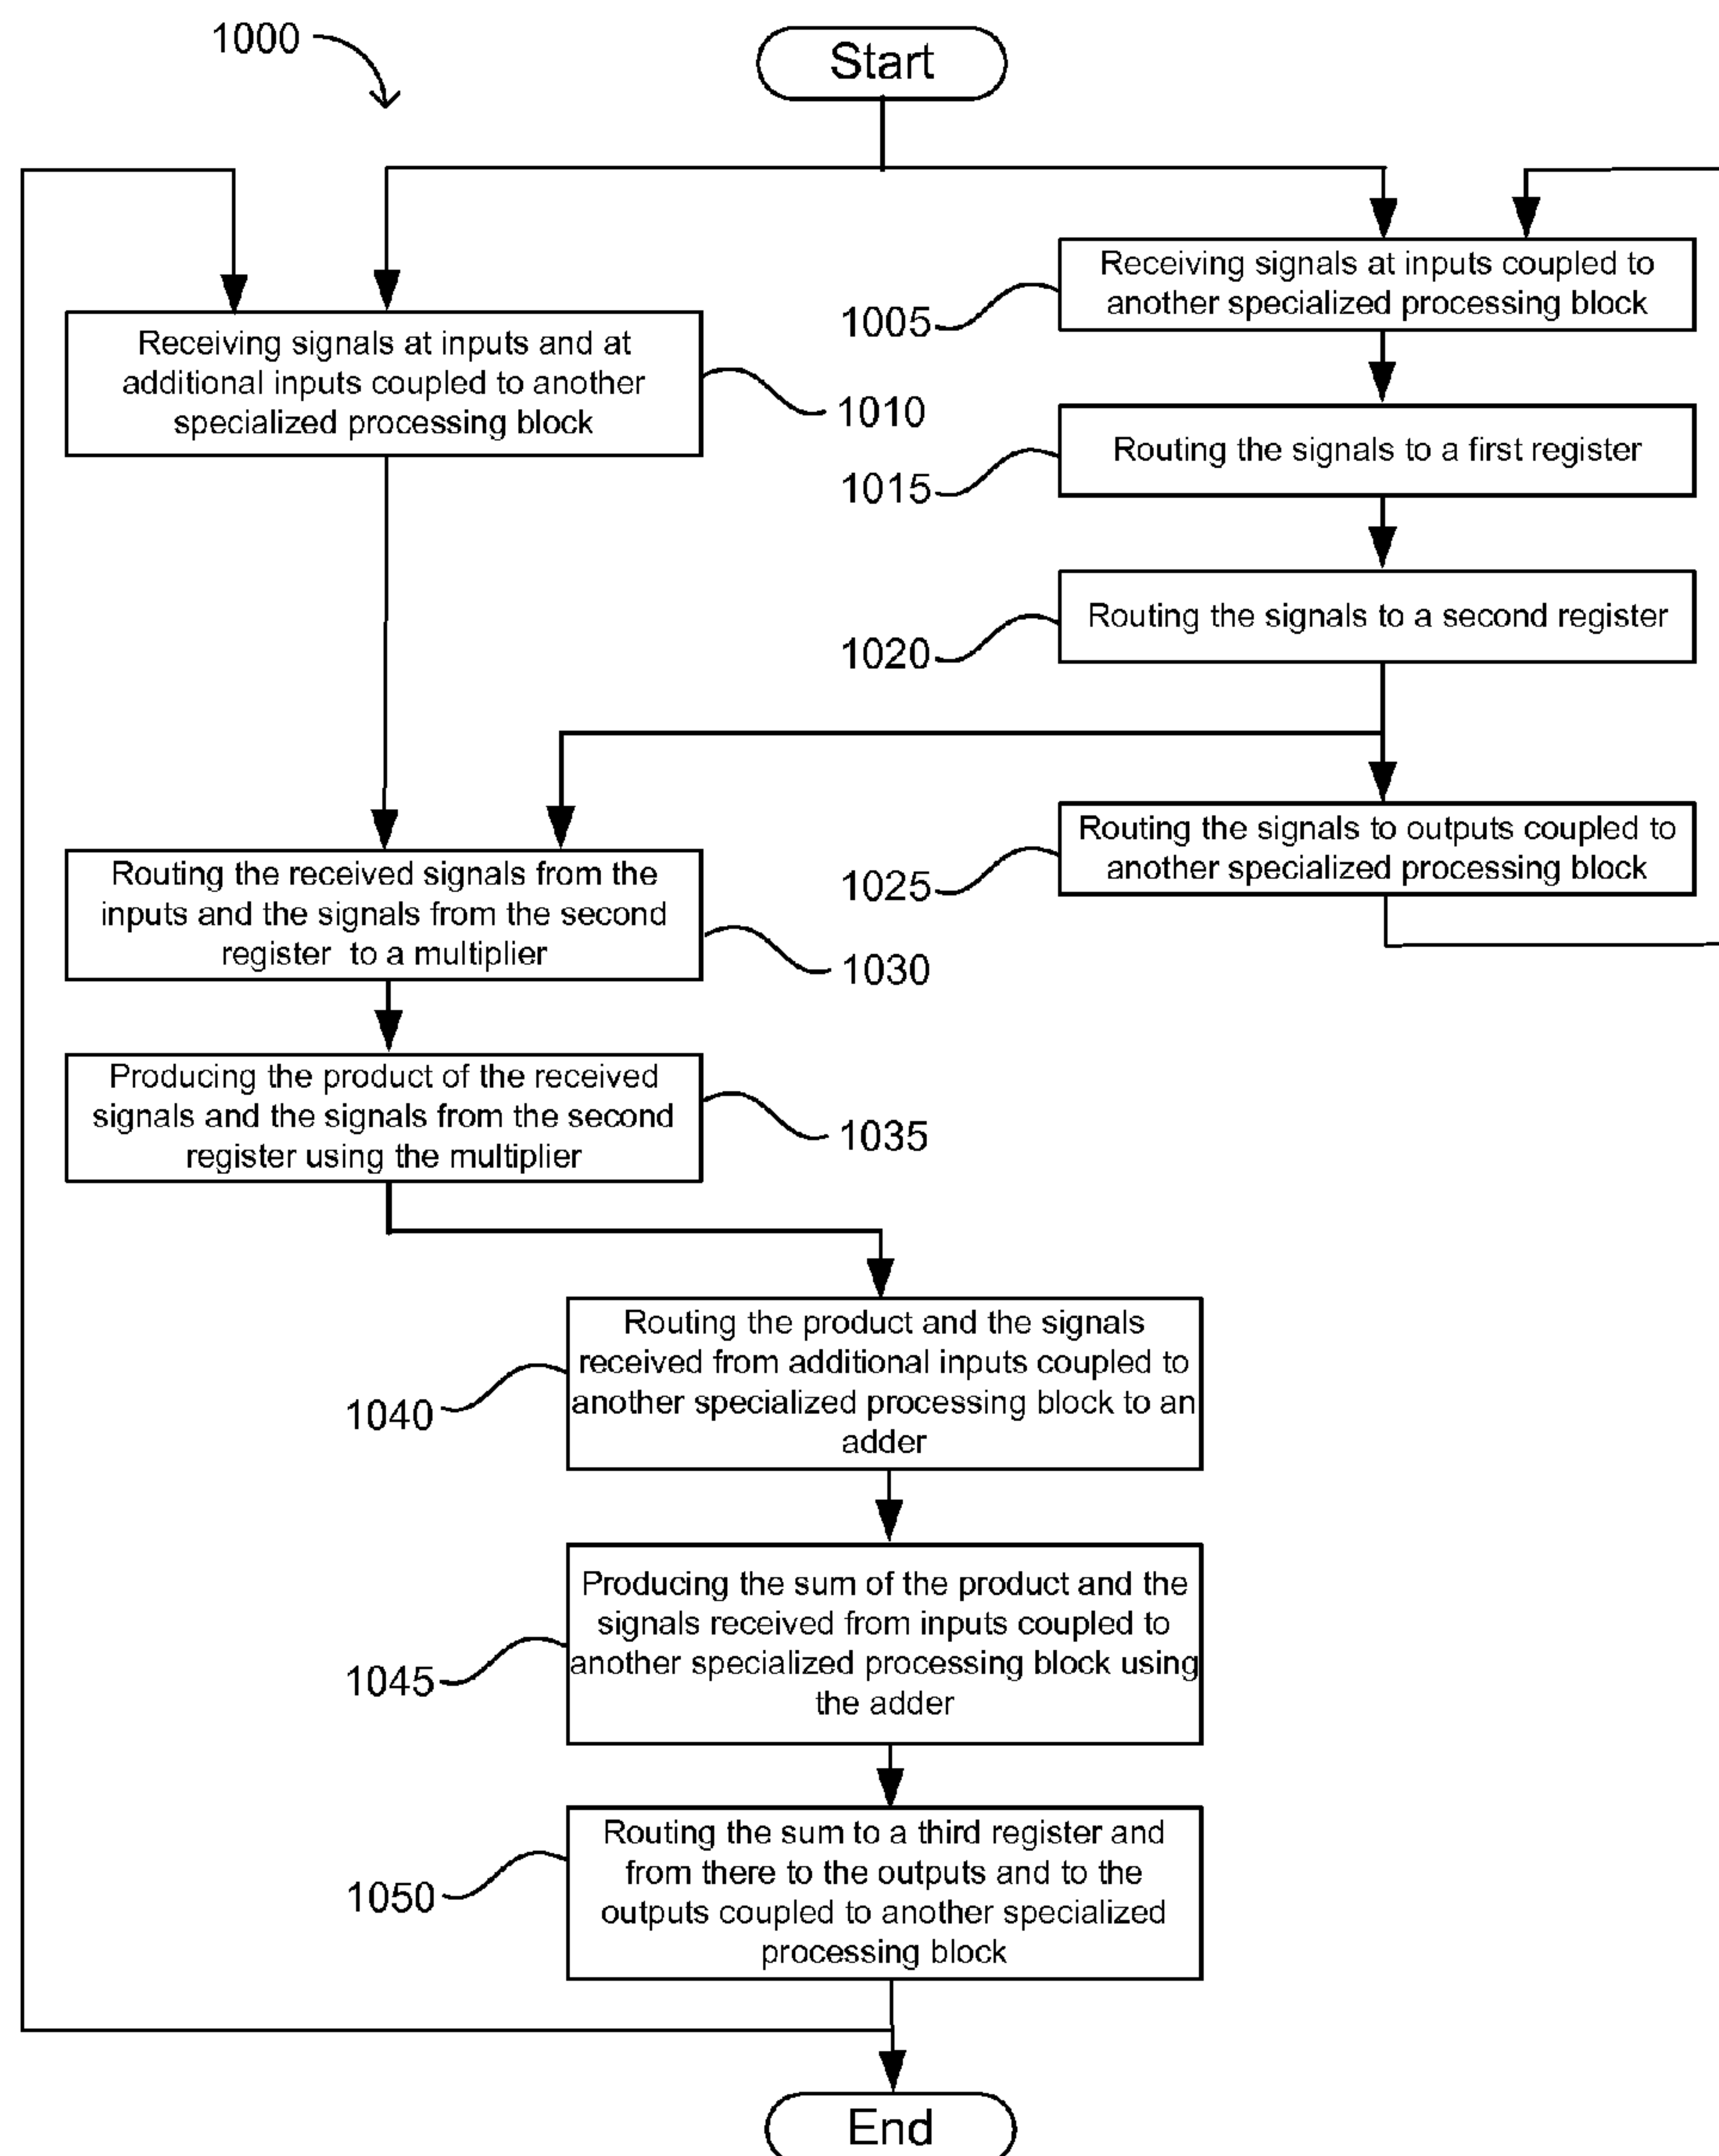 1000
Start
Receiving signals at inputs coupled to
another specialized processing block
1005
Receiving signals at inputs and at
additional inputs coupled to another
specialized processing block
1010
Routing the signals to a first register
1015
Routing the signals to a second register
1020
Routing the signals to outputs coupled to
another specialized processing block
1025
Routing the received signals from the
inputs and the signals from the second
register to a multiplier
1030
Producing the product of the received
signals and the signals from the second
register using the multiplier
1035
Routing the product and the signals
received from additional inputs coupled to
another specialized processing block to an
adder
1040
Producing the sum of the product and the
signals received from inputs coupled to
another specialized processing block using
the adder
1045
Routing the sum to a third register and
from there to the outputs and to the
outputs coupled to another specialized
processing block
1050
End